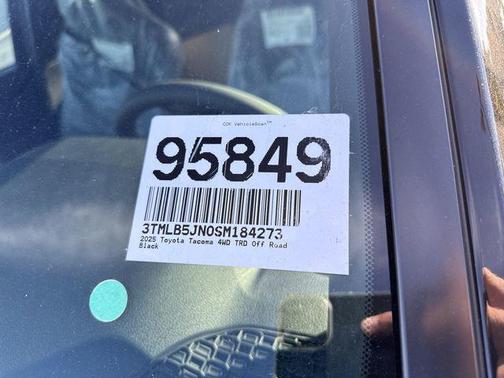 CDK VehicleScan™
95849
3TMLB5JN0SM184273
2025 Toyota Tacoma 4WD TRD Off Road
Black